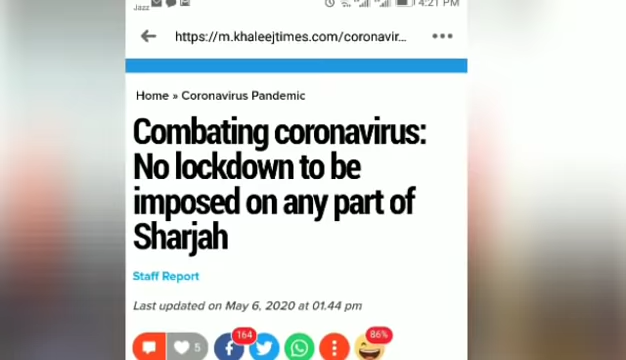 Jazz
4:21 PM
https://m.khaleejtimes.com/coronavir...
Home » Coronavirus Pandemic
Combating coronavirus:
No lockdown to be
imposed on any part of
Sharjah
Staff Report
Last updated on May 6, 2020 at 01.44 pm
5
164
86%